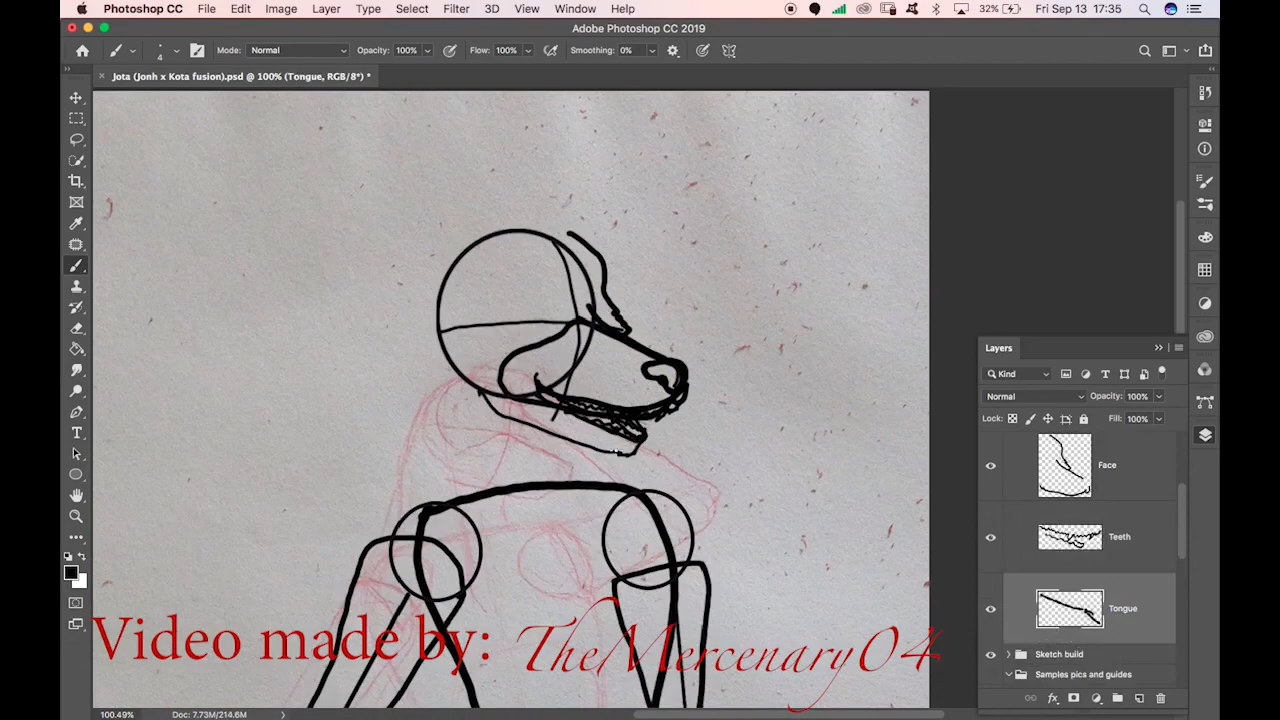 Photoshop CC File Edit Image Layer Type Select Filter 3D View Window Help 32% Fri Sep 13 17:35
Adobe Photoshop CC 2019
4 Mode: Normal Opacity: 100% Flow: 100% Smoothing: 0%
Jota (Jonh x Kota fusion).psd @ 100% (Tongue, RGB/8*) *
Layers
Kind
Normal Opacity: 100%
Lock: Fill: 100%
Face
Teeth
Tongue
Sketch build
Samples pics and guides
Video made by: TheMercenary04
100.49% Doc: 7.73M/214.6M